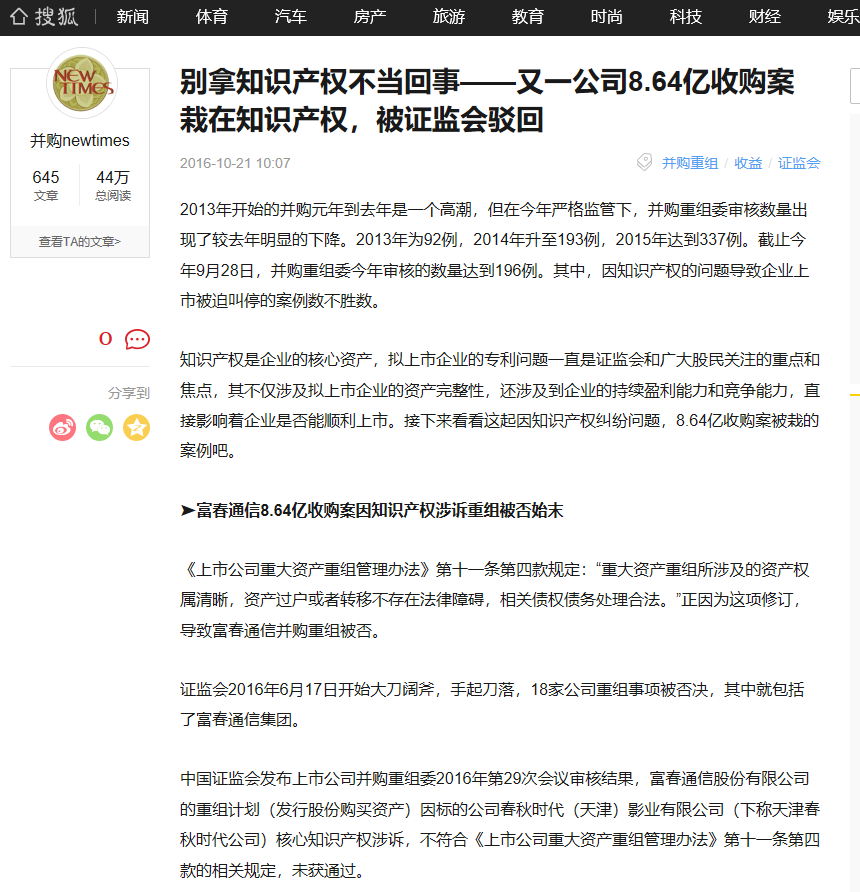 搜狐 新闻 体育 汽车 房产 旅游 教育 时尚 科技 财经 娱乐
NEW
TIMES
并购newtimes
645 44万
文章 总阅读
查看TA的文章>
0
分享到
别拿知识产权不当回事——又一公司8.64亿收购案
栽在知识产权，被证监会驳回
2016-10-21 10:07
并购重组 / 收益 / 证监会
2013年开始的并购元年到去年是一个高潮，但在今年严格监管下，并购重组委审核数量出
现了较去年明显的下降。2013年为92例，2014年升至193例，2015年达到337例。截止今
年9月28日，并购重组委今年审核的数量达到196例。其中，因知识产权的问题导致企业上
市被迫叫停的案例数不胜数。
知识产权是企业的核心资产，拟上市企业的专利问题一直是证监会和广大股民关注的重点和
焦点，其不仅涉及拟上市企业的资产完整性，还涉及到企业的持续盈利能力和竞争能力，直
接影响着企业是否能顺利上市。接下来看看这起因知识产权纠纷问题，8.64亿收购案被栽的
案例吧。
➤富春通信8.64亿收购案因知识产权涉诉重组被否始末
《上市公司重大资产重组管理办法》第十一条第四款规定：“重大资产重组所涉及的资产权
属清晰，资产过户或者转移不存在法律障碍，相关债权债务处理合法。”正因为这项修订，
导致富春通信并购重组被否。
证监会2016年6月17日开始大刀阔斧，手起刀落，18家公司重组事项被否决，其中就包括
了富春通信集团。
中国证监会发布上市公司并购重组委2016年第29次会议审核结果，富春通信股份有限公司
的重组计划（发行股份购买资产）因标的公司春秋时代（天津）影业有限公司（下称天津春
秋时代公司）核心知识产权涉诉，不符合《上市公司重大资产重组管理办法》第十一条第四
款的相关规定，未获通过。